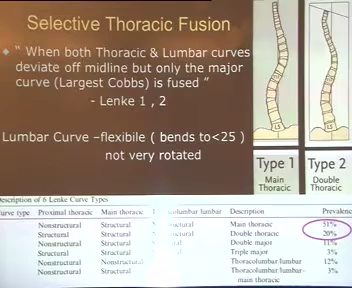 Selective Thoracic Fusion
" When both Thoracic & Lumbar curves
deviate off midline but only the major
curve (Largest Cobbs) is fused "
- Lenke 1 , 2
Lumbar Curve –flexibile ( bends to<25 )
not very rotated
Type 1
Main
Thoracic
Type 2
Double
Thoracic
Description of 6 Lenke Curve Types
Curve type Proximal thoracic Main thoracic lumbar Description Prevalence
Nonstructural Structural Main thoracic 51%
Structural Structural Double thoracic 20%
Nonstructural Structural Double major 11%
Structural Structural Triple major 3%
Nonstructural Nonstructural Thoracolumbar/lumbar 12%
Nonstructural Structural Thoracolumbar/lumbar– 3%
main thoracic